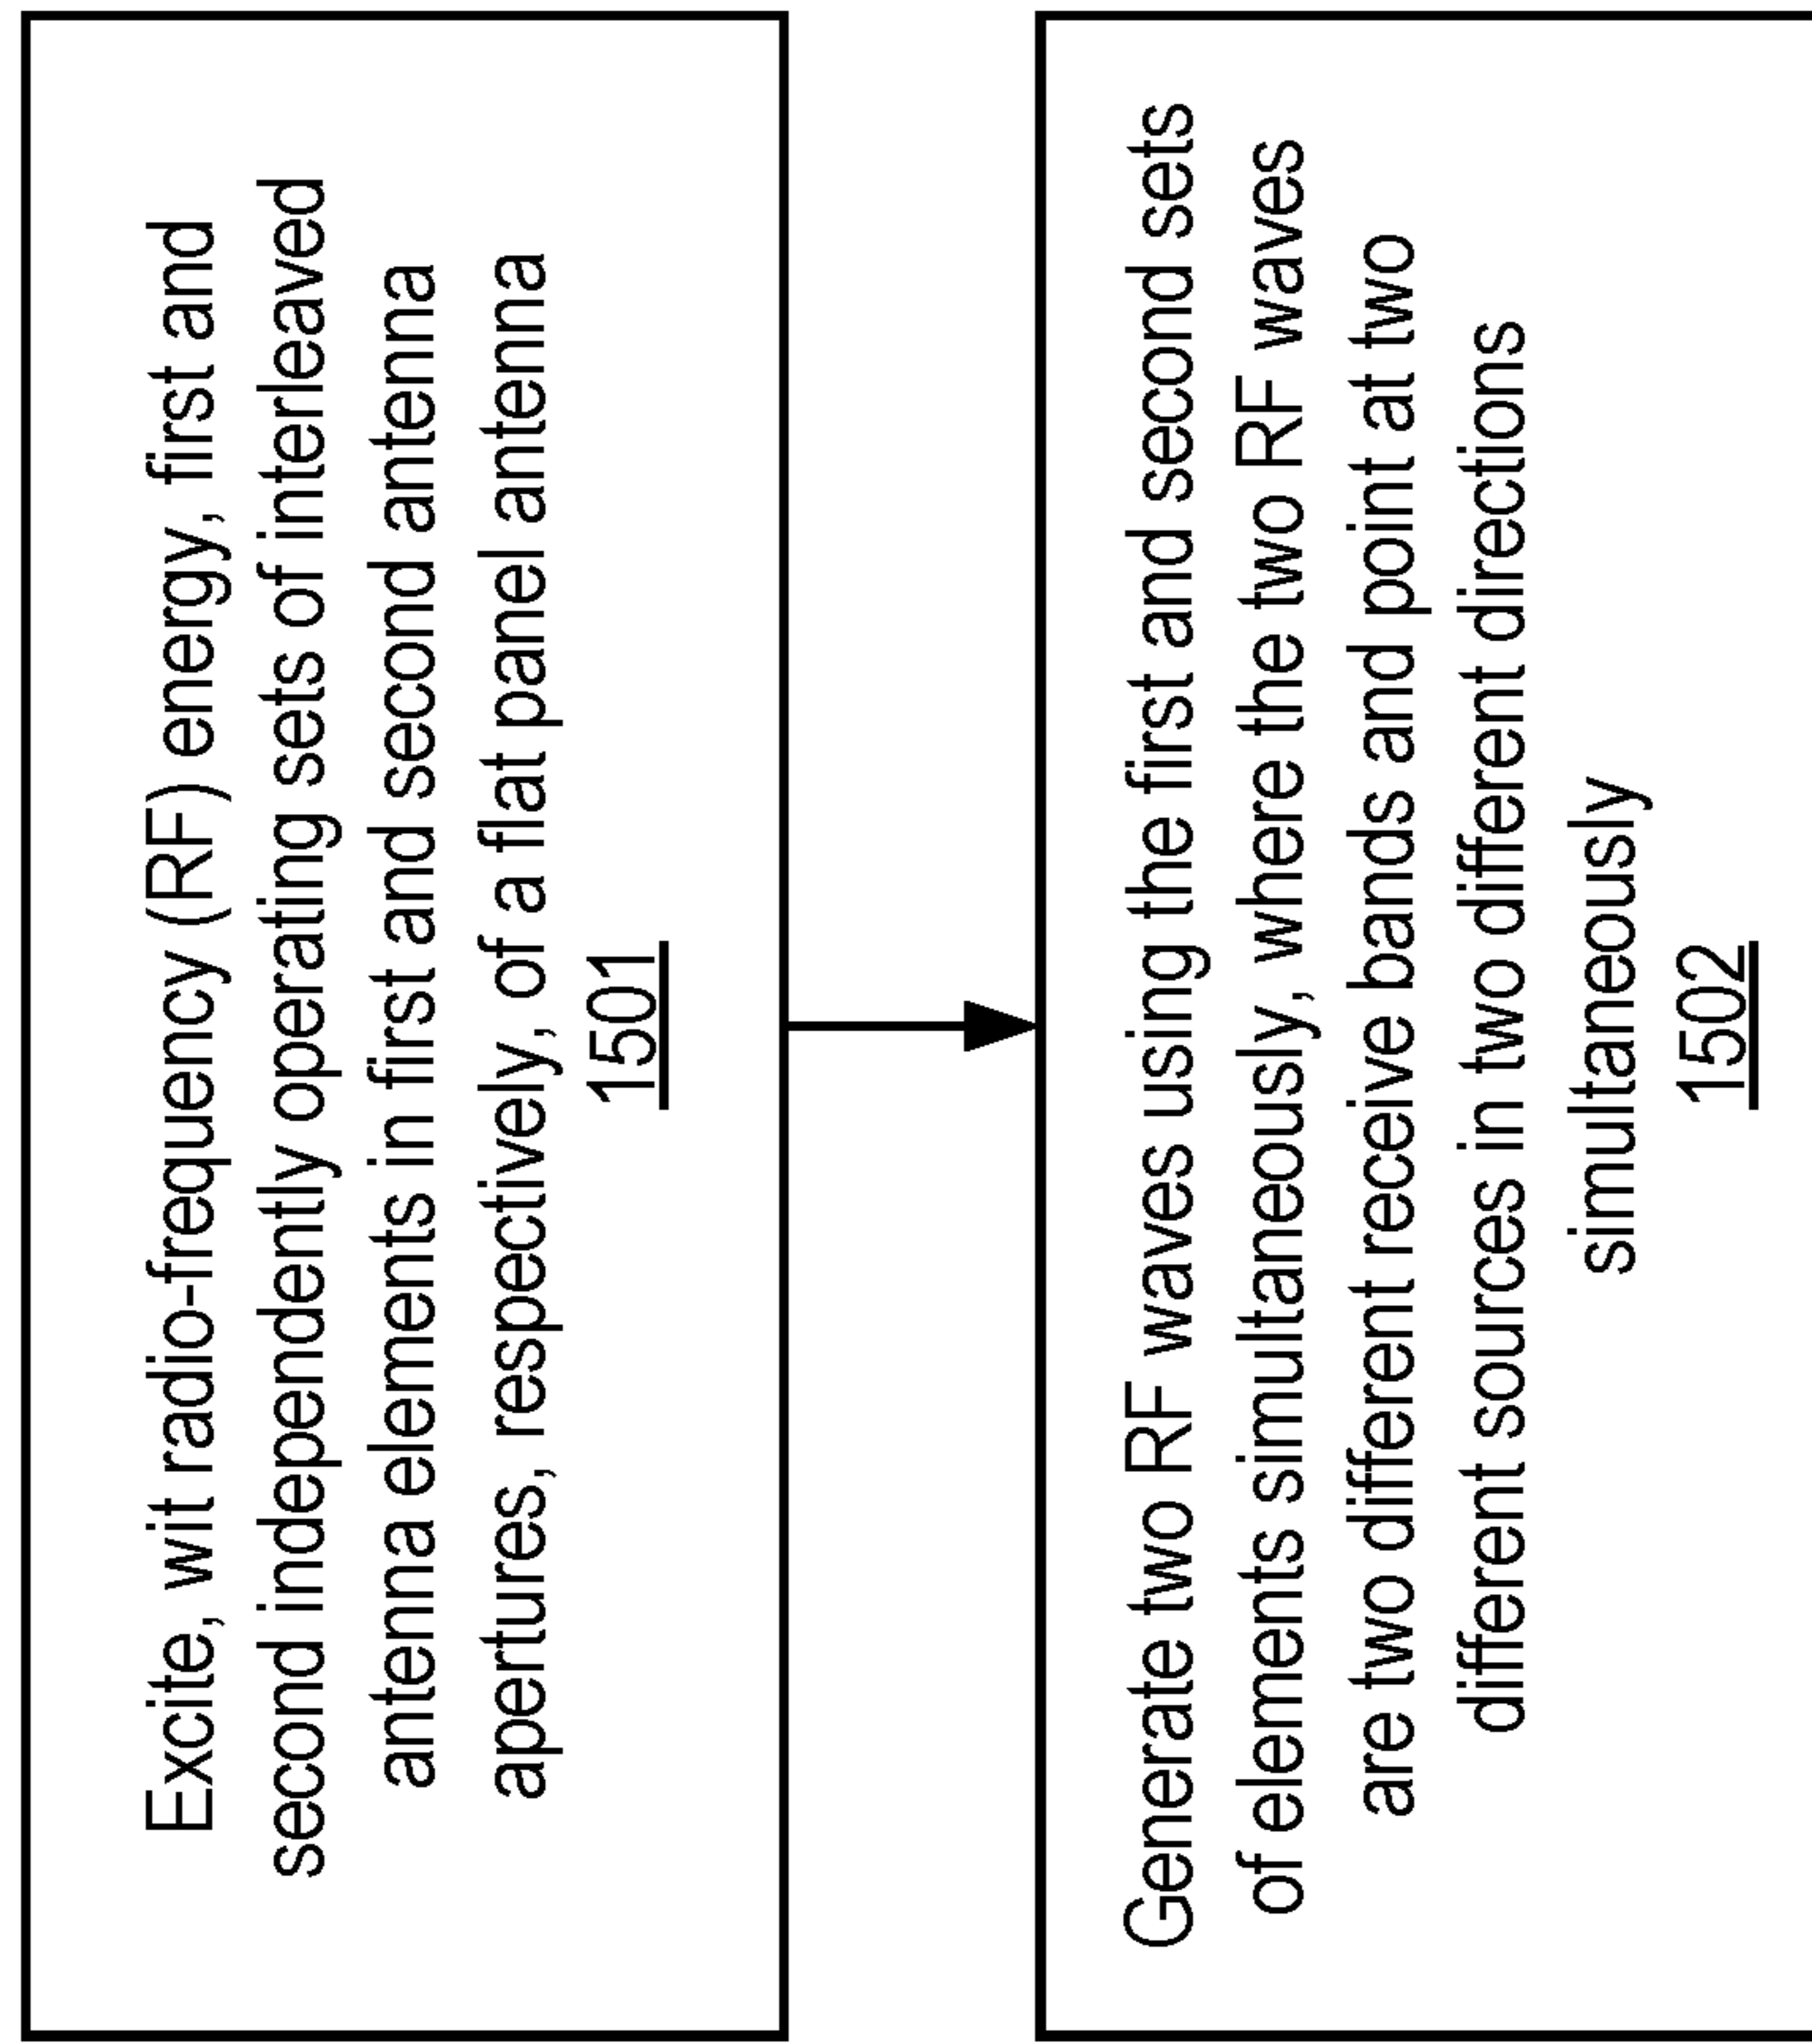 Excite, wit radio-frequency (RF) energy, first and
second independently operating sets of interleaved
antenna elements in first and second antenna
apertures, respectively, of a flat panel antenna
1501
Generate two RF waves using the first and second sets
of elements simultaneously, where the two RF waves
are two different receive bands and point at two
different sources in two different directions
simultaneously
1502